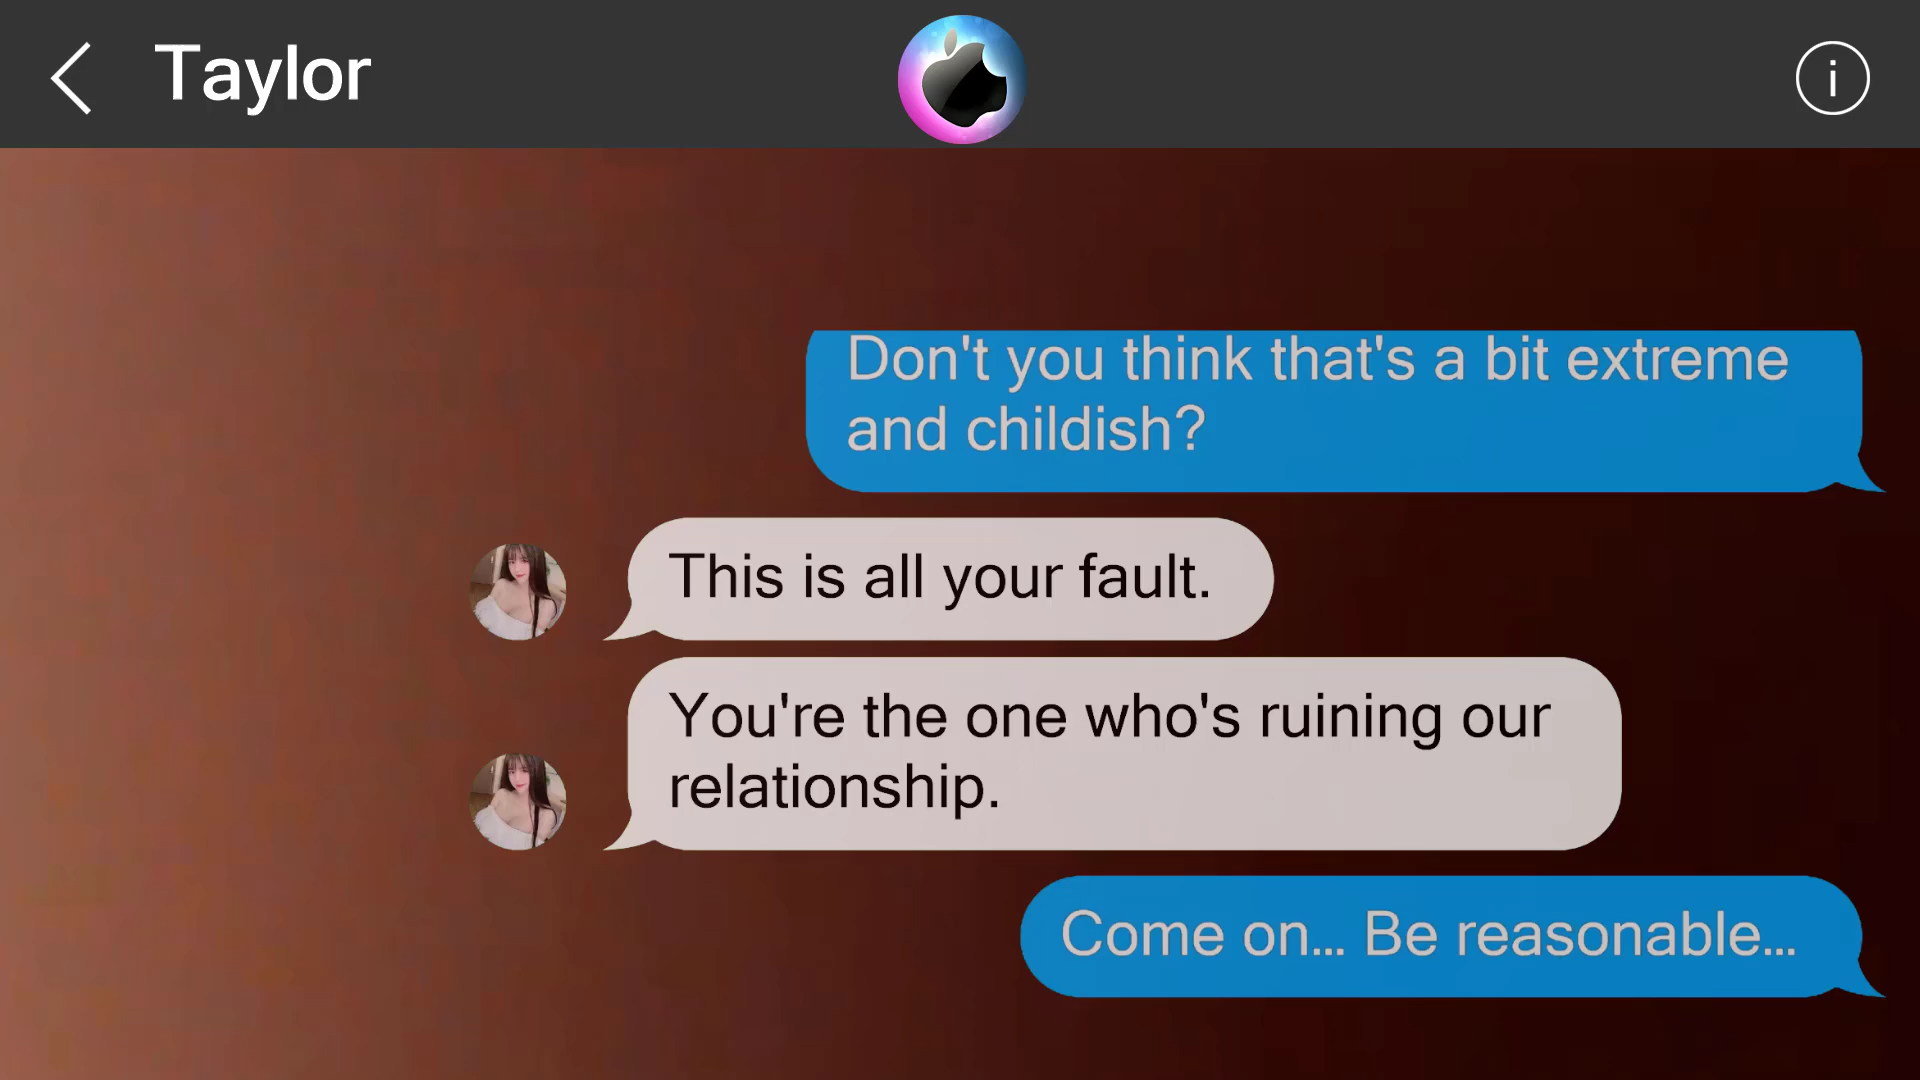 Taylor
Don't you think that's a bit extreme
and childish?
This is all your fault.
You're the one who's ruining our
relationship.
Come on... Be reasonable...